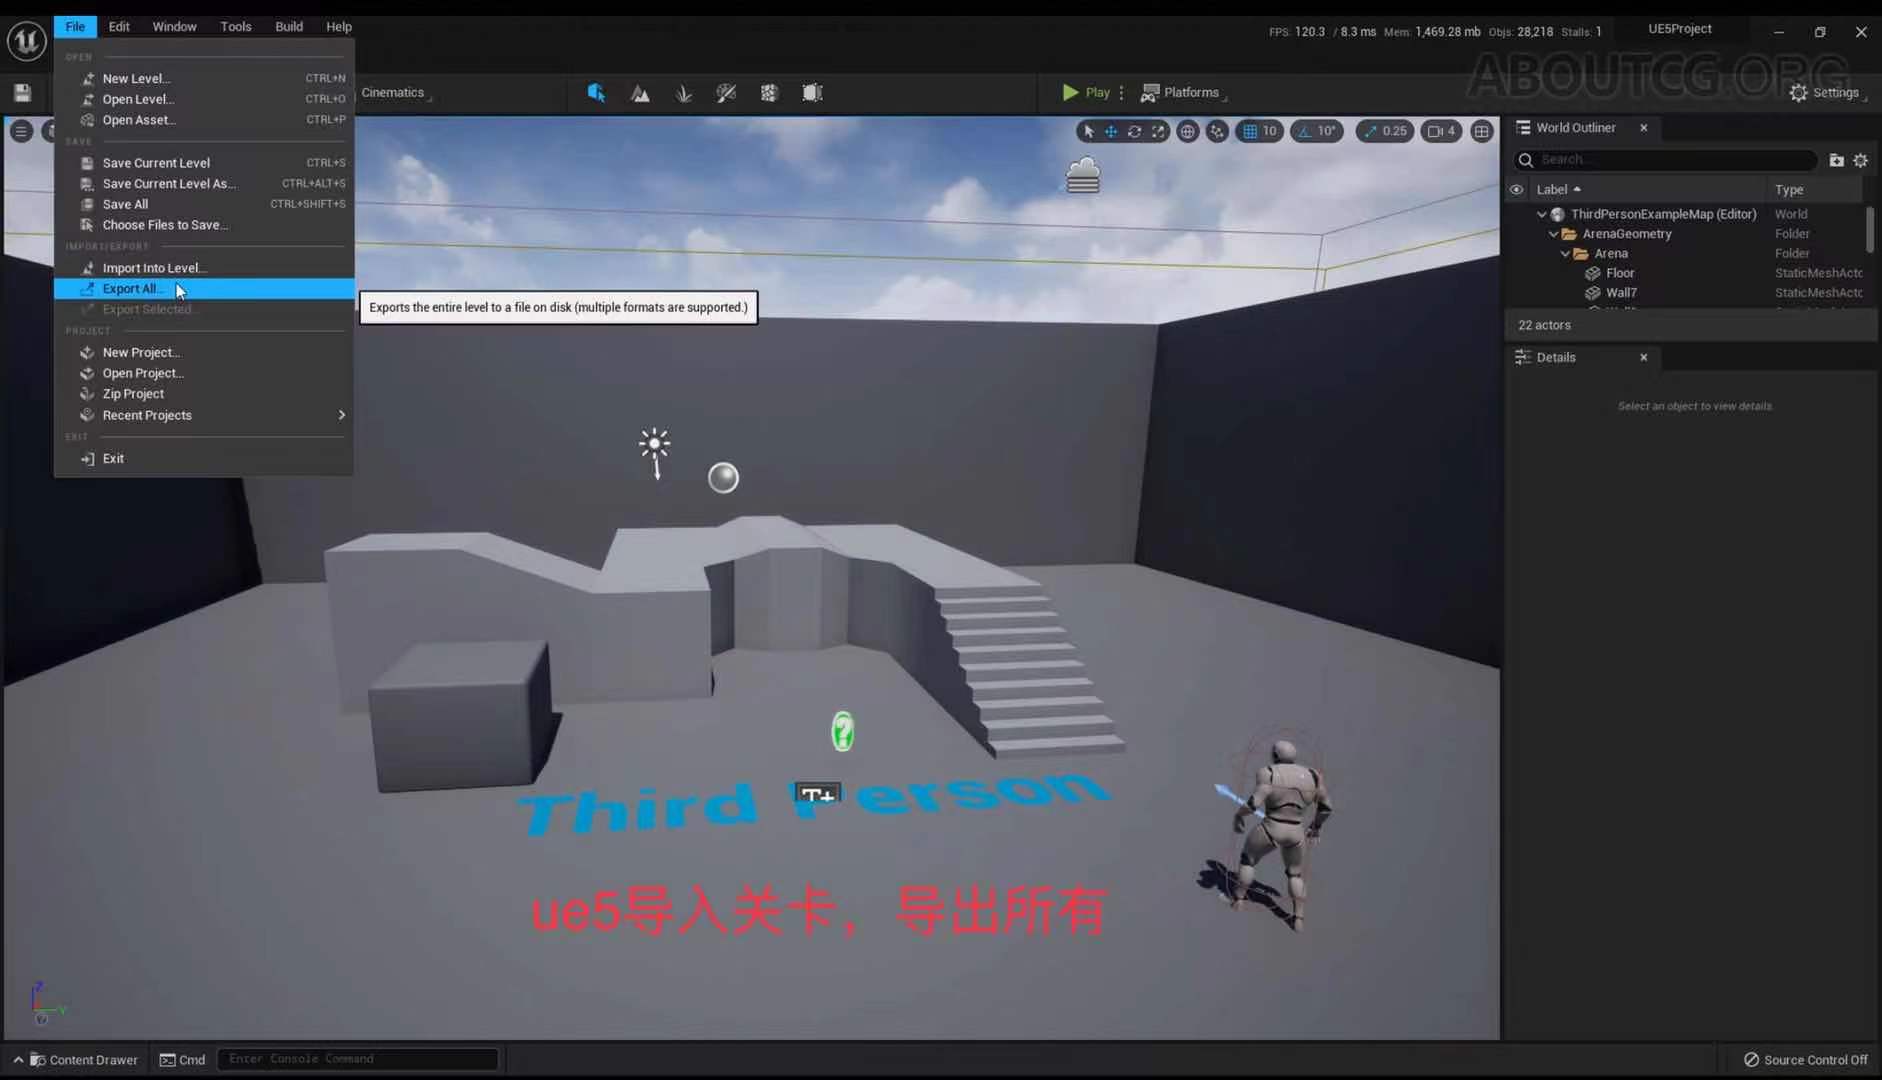 File Edit Window Tools Build Help
FPS: 120.3 / 8.3 ms Mem: 1,469.28 mb Objs: 28,218 Stalls: 1
UE5Project
ABOUTCG.ORG
Cinematics
Play
Platforms
Settings
OPEN
New Level... CTRL+N
Open Level... CTRL+O
Open Asset... CTRL+P
SAVE
Save Current Level CTRL+S
Save Current Level As... CTRL+ALT+S
Save All CTRL+SHIFT+S
Choose Files to Save...
IMPORT/EXPORT
Import Into Level...
Export All...
Export Selected...
PROJECT
New Project...
Open Project...
Zip Project
Recent Projects
EXIT
Exit
Exports the entire level to a file on disk (multiple formats are supported.)
10 10° 0.25 4
World Outliner
Search...
Label Type
ThirdPersonExampleMap (Editor) World
ArenaGeometry Folder
Arena Folder
Floor StaticMeshActo
Wall7 StaticMeshActo
22 actors
Details
Select an object to view details.
?
T+
Third Person
ue5导入关卡，导出所有
Z
Y
Content Drawer
Cmd
Enter Console Command
Source Control Off